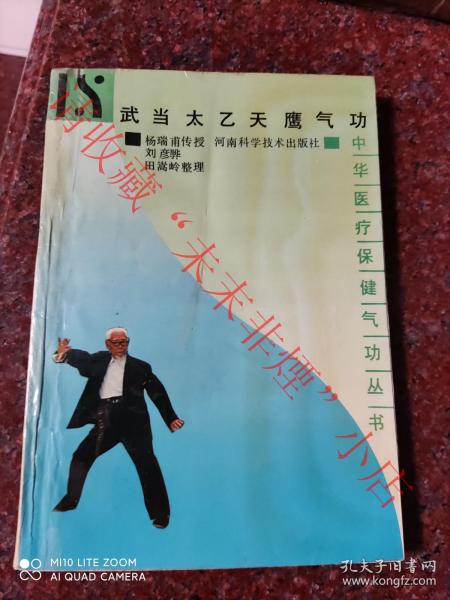 武当太乙天鹰气功
杨瑞甫传授 河南科学技术出版社
刘彦骅
田嵩岭整理
中华医疗保健气功丛书
请收藏“未未非煙”小店
MI10 LITE ZOOM
AI QUAD CAMERA
孔夫子旧书网
www.kongfz.com